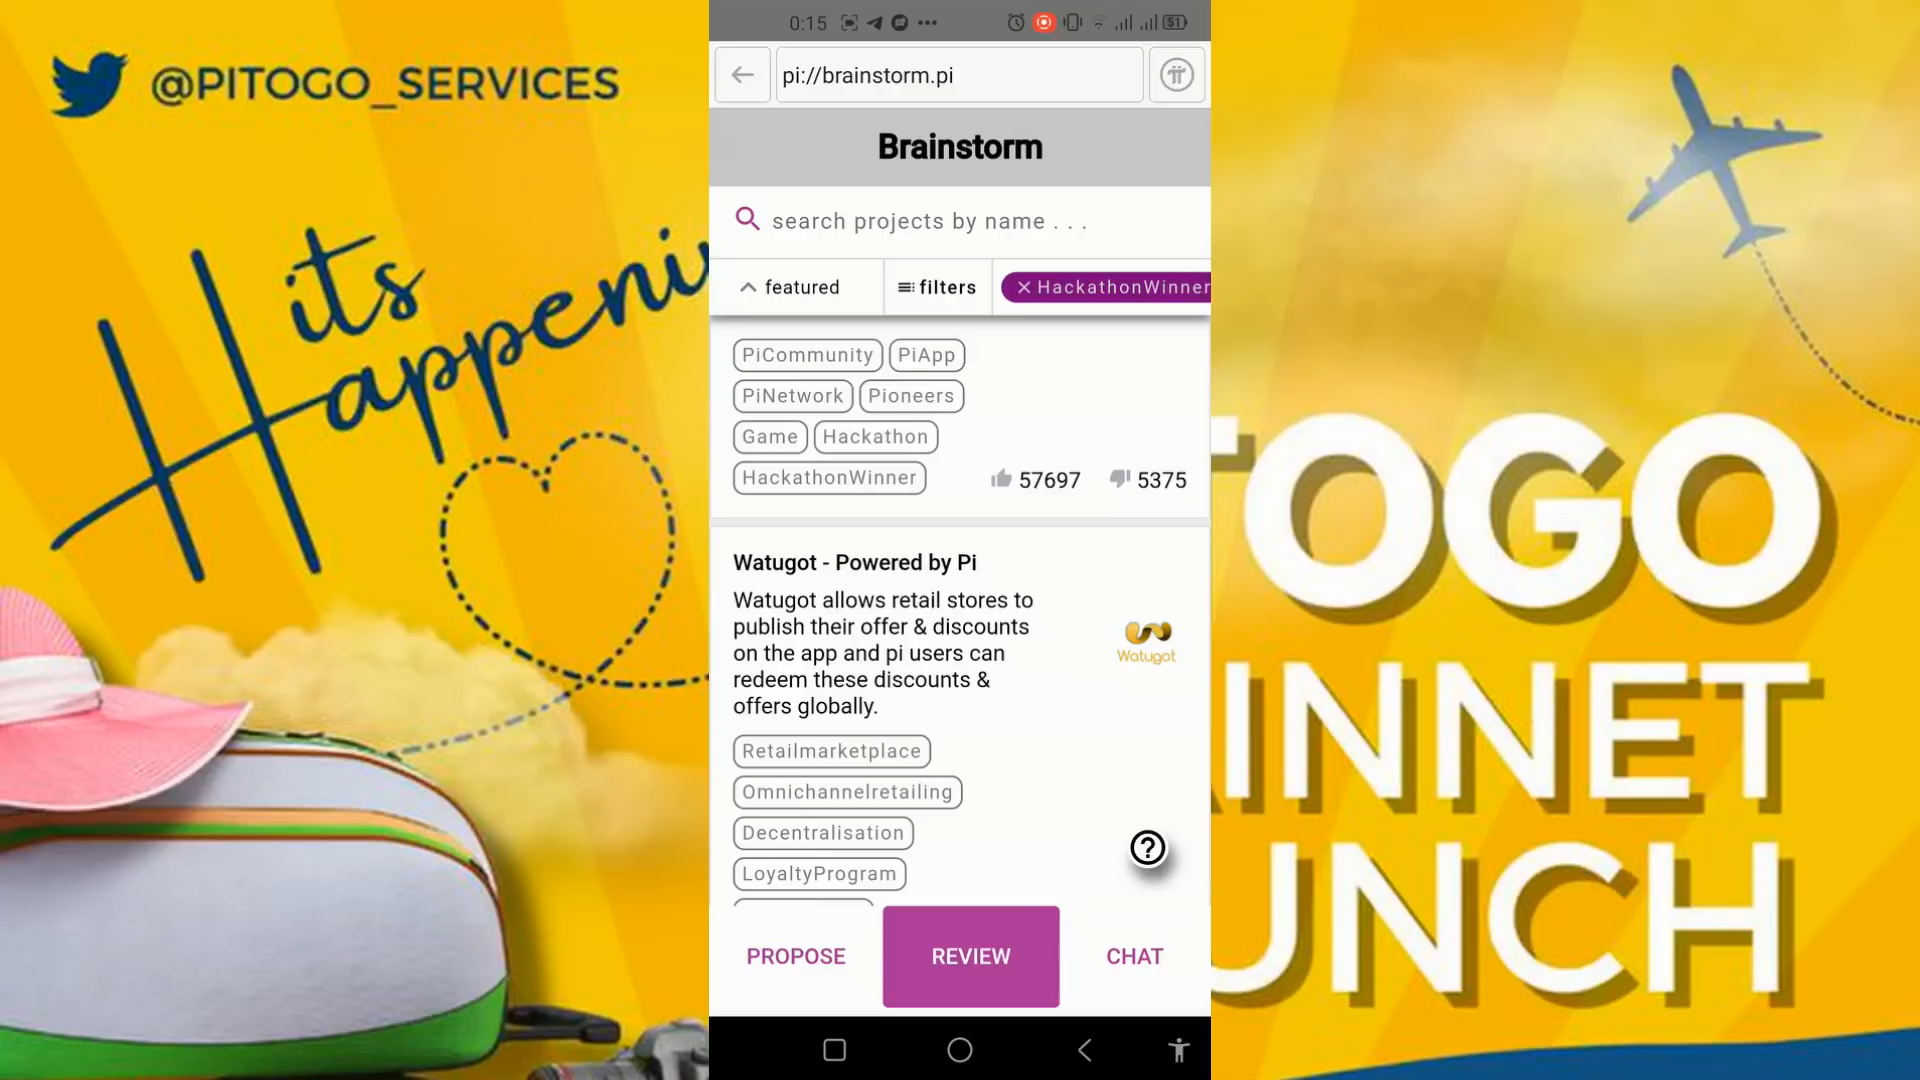 @PITOGO_SERVICES
its
Happeni
0:15
51
pi://brainstorm.pi
Brainstorm
search projects by name . . .
featured
filters
HackathonWinner
PiCommunity
PiApp
PiNetwork
Pioneers
Game
Hackathon
HackathonWinner
57697
5375
Watugot - Powered by Pi
Watugot allows retail stores to
publish their offer & discounts
on the app and pi users can
redeem these discounts &
offers globally.
Watugot
Retailmarketplace
Omnichannelretailing
Decentralisation
LoyaltyProgram
PROPOSE
REVIEW
CHAT
TOGO
INNET
UNCH